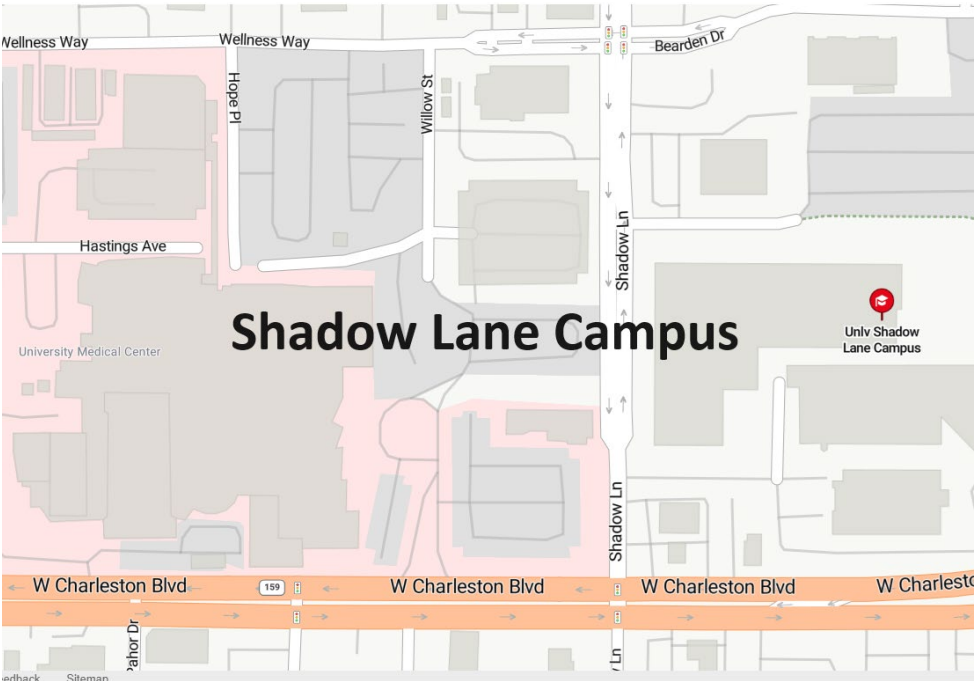 Wellness Way
Wellness Way
Bearden Dr
Hope Pl
Willow St
Shadow Ln
Hastings Ave
Shadow Lane Campus
Unlv Shadow
Lane Campus
University Medical Center
Shadow Ln
W Charleston Blvd
159
W Charleston Blvd
W Charleston Blvd
W Charlest
Pahor Dr
Ln
edback
Sitemap